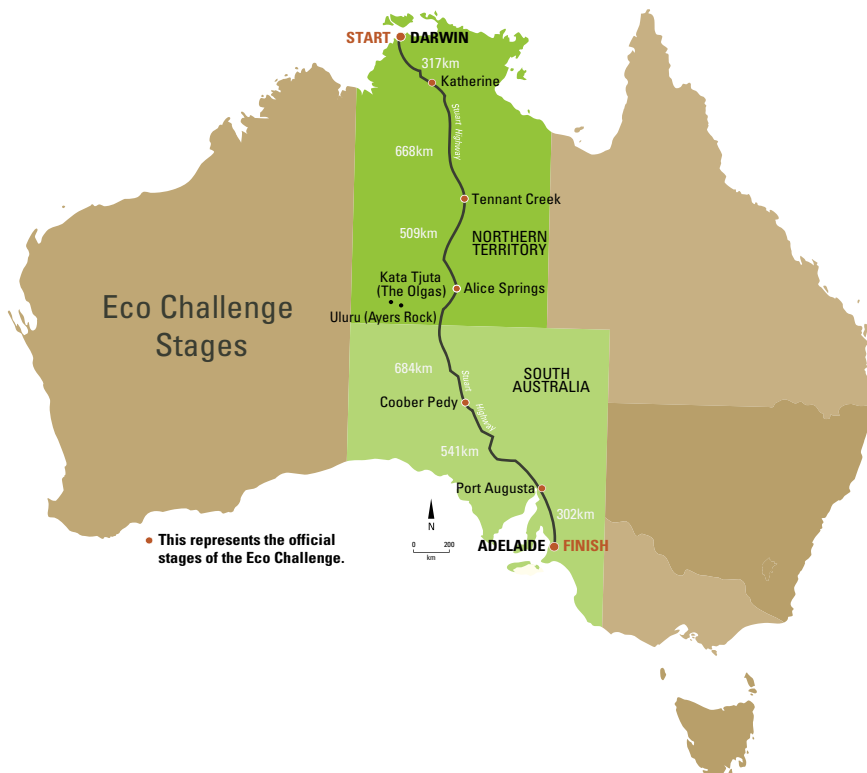 START DARWIN
317km
Katherine
Stuart Highway
668km
Tennant Creek
509km
NORTHERN
TERRITORY
Kata Tjuta
(The Olgas)
Alice Springs
Uluru (Ayers Rock)
Eco Challenge
Stages
684km
Stuart
Highway
SOUTH
AUSTRALIA
Coober Pedy
541km
Port Augusta
302km
N
0 200
km
ADELAIDE FINISH
This represents the official
stages of the Eco Challenge.